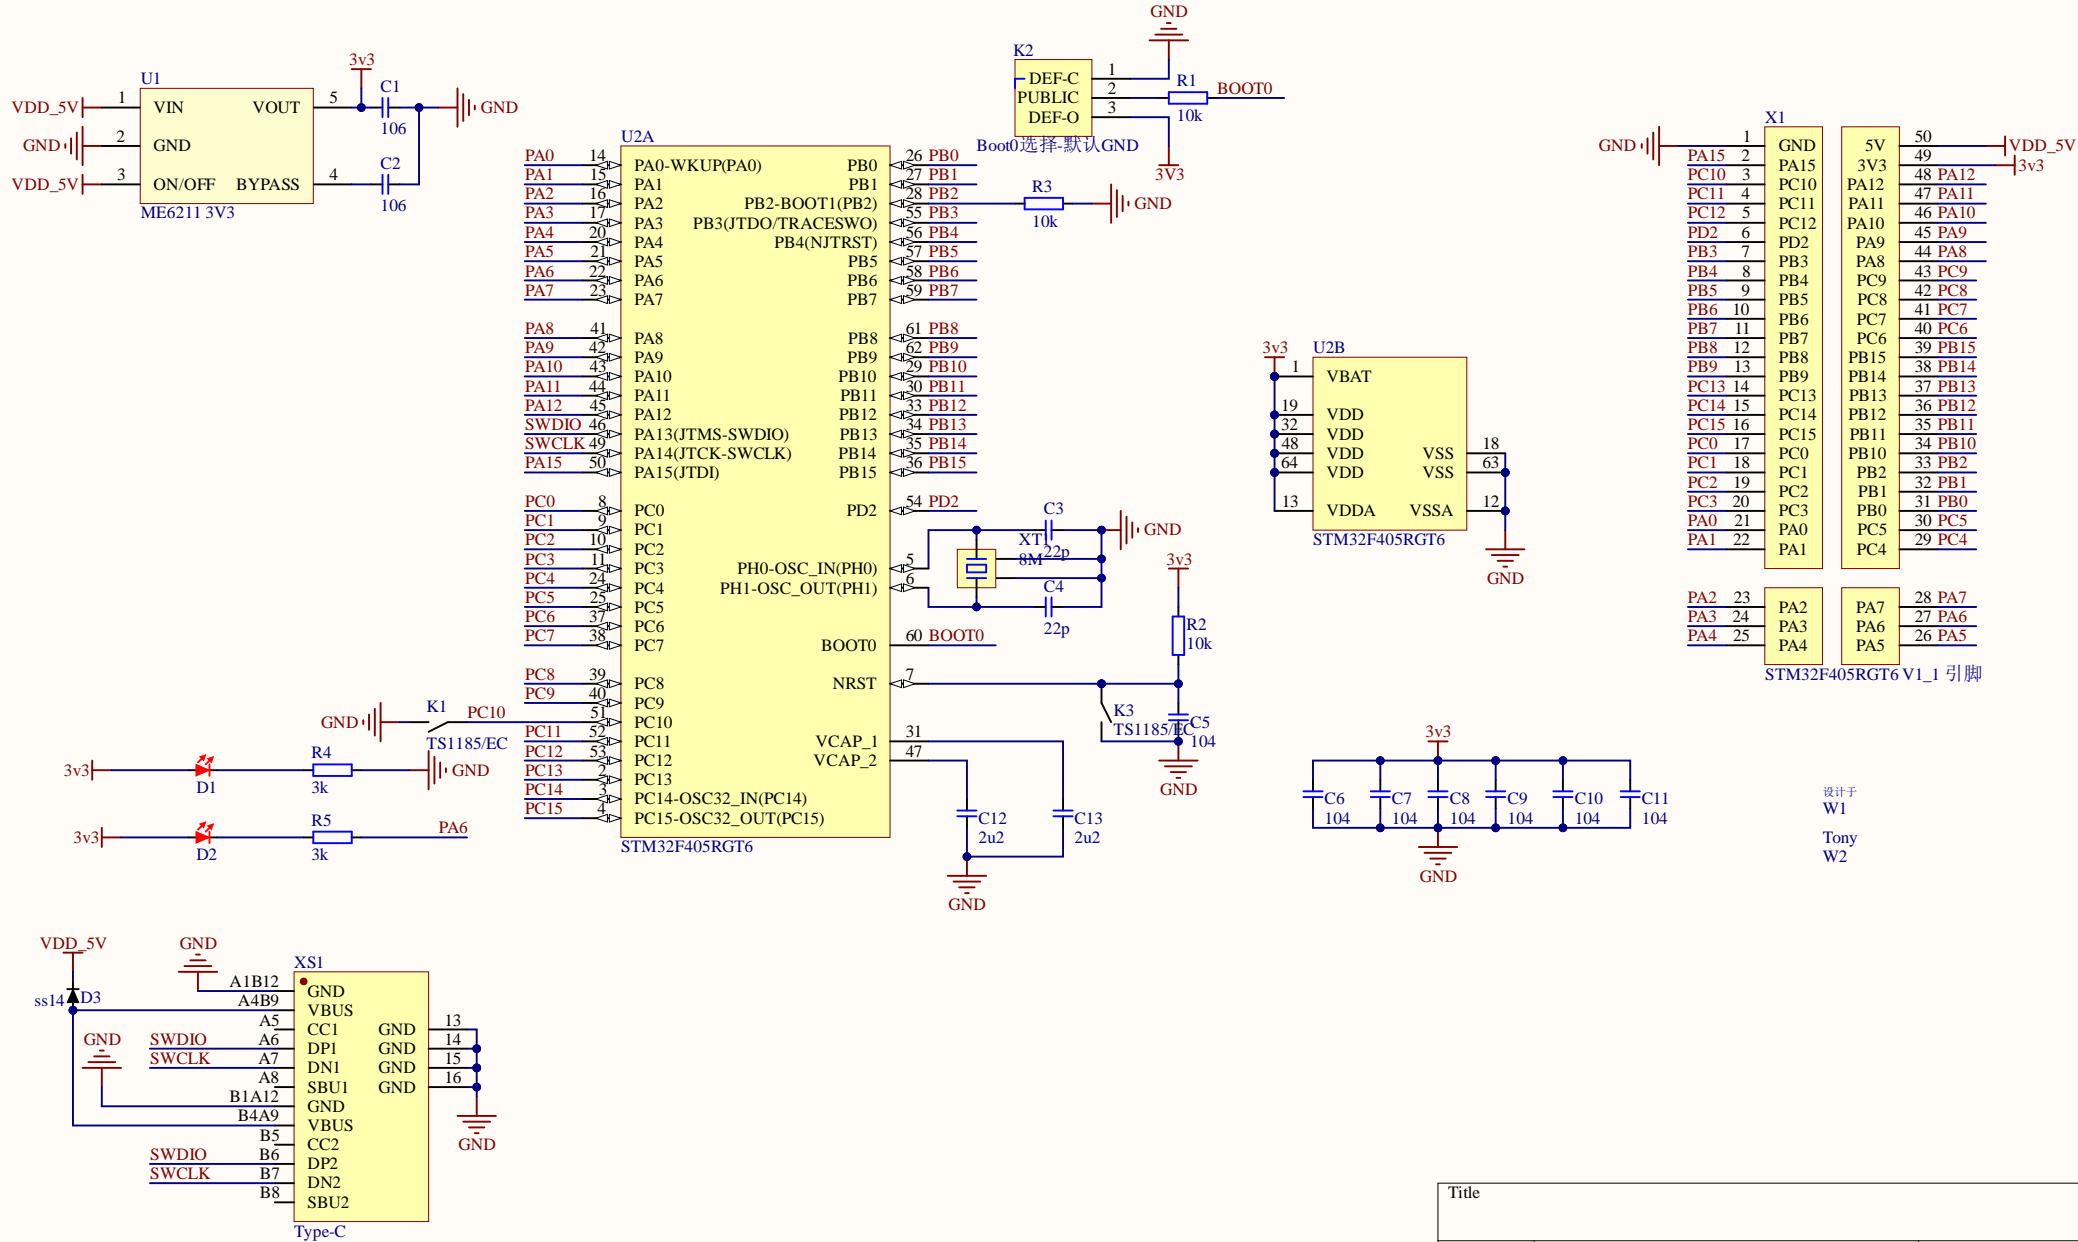 U1
VDD_5V 1 VIN VOUT 5 3v3 C1 106 GND
GND 2 GND
VDD_5V 3 ON/OFF BYPASS 4 C2 106
ME6211 3V3
GND
K2
DEF-C 1
PUBLIC 2 R1 10k BOOT0
DEF-O 3
Boot0选择-默认GND
3V3
U2A
PA0 14 PA0-WKUP(PA0) PB0 26 PB0
PA1 15 PA1 PB1 27 PB1
PA2 16 PA2 PB2-BOOT1(PB2) 28 PB2 R3 10k GND
PA3 17 PA3 PB3(JTDO/TRACESWO) 55 PB3
PA4 20 PA4 PB4(NJTRST) 56 PB4
PA5 21 PA5 PB5 57 PB5
PA6 22 PA6 PB6 58 PB6
PA7 23 PA7 PB7 59 PB7
PA8 41 PA8 PB8 61 PB8
PA9 42 PA9 PB9 62 PB9
PA10 43 PA10 PB10 29 PB10
PA11 44 PA11 PB11 30 PB11
PA12 45 PA12 PB12 33 PB12
SWDIO 46 PA13(JTMS-SWDIO) PB13 34 PB13
SWCLK 49 PA14(JTCK-SWCLK) PB14 35 PB14
PA15 50 PA15(JTDI) PB15 36 PB15
PC0 8 PC0 PD2 54 PD2
PC1 9 PC1
PC2 10 PC2
PC3 11 PC3 PH0-OSC_IN(PH0) 5
PC4 24 PC4 PH1-OSC_OUT(PH1) 6
PC5 25 PC5
PC6 37 PC6
PC7 38 PC7 BOOT0 60 BOOT0
PC8 39 PC8 NRST 7
PC9 40 PC9
GND K1 TS1185/EC PC10 51 PC10
PC11 52 PC11 VCAP_1 31
PC12 53 PC12 VCAP_2 47
PC13 2 PC13
PC14 3 PC14-OSC32_IN(PC14)
PC15 4 PC15-OSC32_OUT(PC15)
STM32F405RGT6
C3 22p GND
XT1 8M
C4 22p
3v3
R2 10k
K3 TS1185/EC
C5 104
GND
C12 2u2
C13 2u2
GND
3v3 D1 R4 3k GND
3v3 D2 R5 3k PA6
3v3 U2B
1 VBAT
19 VDD
32 VDD
48 VDD VSS 18
64 VDD VSS 63
13 VDDA VSSA 12
STM32F405RGT6
GND
3v3
C6 C7 C8 C9 C10 C11
104 104 104 104 104 104
GND
X1
GND 1 GND 5V 50 VDD_5V
PA15 2 PA15 3V3 49 3v3
PC10 3 PC10 PA12 48 PA12
PC11 4 PC11 PA11 47 PA11
PC12 5 PC12 PA10 46 PA10
PD2 6 PD2 PA9 45 PA9
PB3 7 PB3 PA8 44 PA8
PB4 8 PB4 PC9 43 PC9
PB5 9 PB5 PC8 42 PC8
PB6 10 PB6 PC7 41 PC7
PB7 11 PB7 PC6 40 PC6
PB8 12 PB8 PB15 39 PB15
PB9 13 PB9 PB14 38 PB14
PC13 14 PC13 PB13 37 PB13
PC14 15 PC14 PB12 36 PB12
PC15 16 PC15 PB11 35 PB11
PC0 17 PC0 PB10 34 PB10
PC1 18 PC1 PB2 33 PB2
PC2 19 PC2 PB1 32 PB1
PC3 20 PC3 PB0 31 PB0
PA0 21 PA0 PC5 30 PC5
PA1 22 PA1 PC4 29 PC4
PA2 23 PA2 PA7 28 PA7
PA3 24 PA3 PA6 27 PA6
PA4 25 PA4 PA5 26 PA5
STM32F405RGT6 V1_1 引脚
设计于
W1
Tony
W2
VDD_5V GND
ss14 D3
XS1
A1B12 GND
A4B9 VBUS
A5 CC1 GND 13
GND SWDIO A6 DP1 GND 14
SWCLK A7 DN1 GND 15
A8 SBU1 GND 16
B1A12 GND
B4A9 VBUS
B5 CC2 GND
SWDIO B6 DP2
SWCLK B7 DN2
B8 SBU2
Type-C
Title